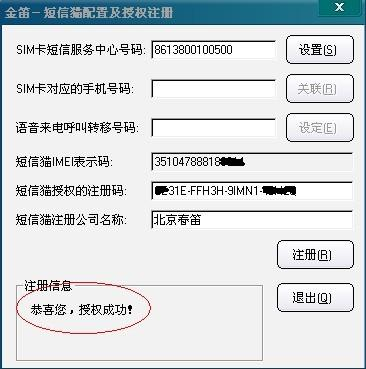 金笛－短信猫配置及授权注册
X
SIM卡短信服务中心号码: 8613800100500 设置(S)
SIM卡对应的手机号码: 关联(R)
语音来电呼叫转移号码: 设定(E)
短信猫IMEI表示码: 35104788818
短信猫授权的注册码: 31E-FFH3H-9IMN1-
短信猫注册公司名称: 北京春笛
注册(R)
注册信息
恭喜您，授权成功!
退出(Q)